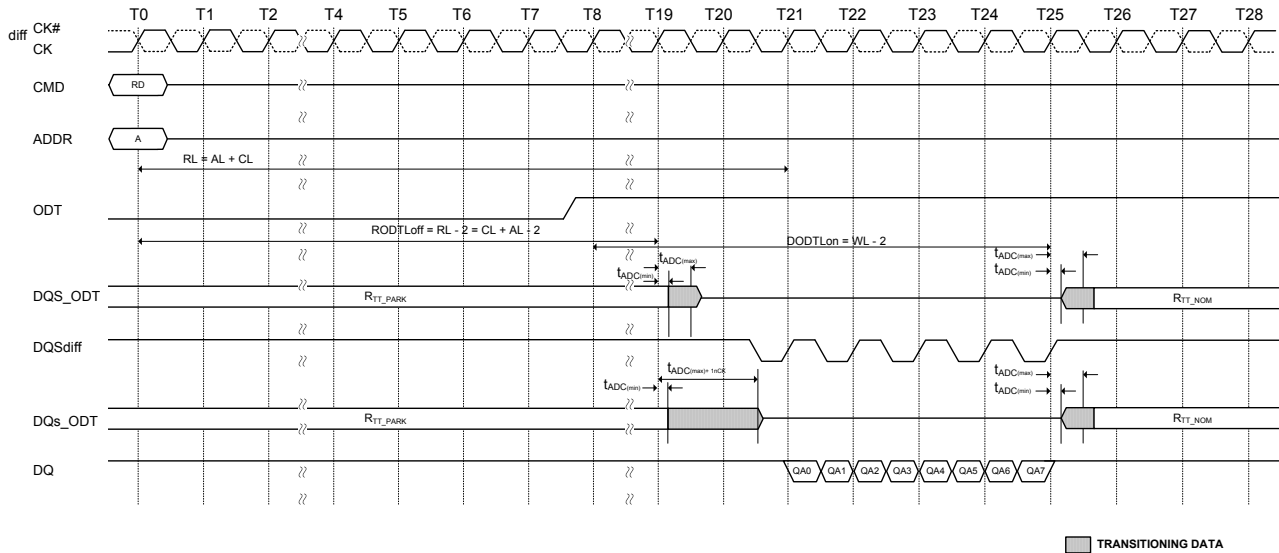 T0 T1 T2 T4 T5 T6 T7 T8 T19 T20 T21 T22 T23 T24 T25 T26 T27 T28
diff CK#
CK
CMD RD
ADDR A
RL = AL + CL
ODT
RODTLoff = RL - 2 = CL + AL - 2
DODTLon = WL - 2
tADC(max) tADC(max)
tADC(min) tADC(min)
DQS_ODT RTT_PARK RTT_NOM
DQSdiff
tADC(max)+ 1nCK tADC(max)
tADC(min) tADC(min)
DQs_ODT RTT_PARK RTT_NOM
DQ QA0 QA1 QA2 QA3 QA4 QA5 QA6 QA7
TRANSITIONING DATA